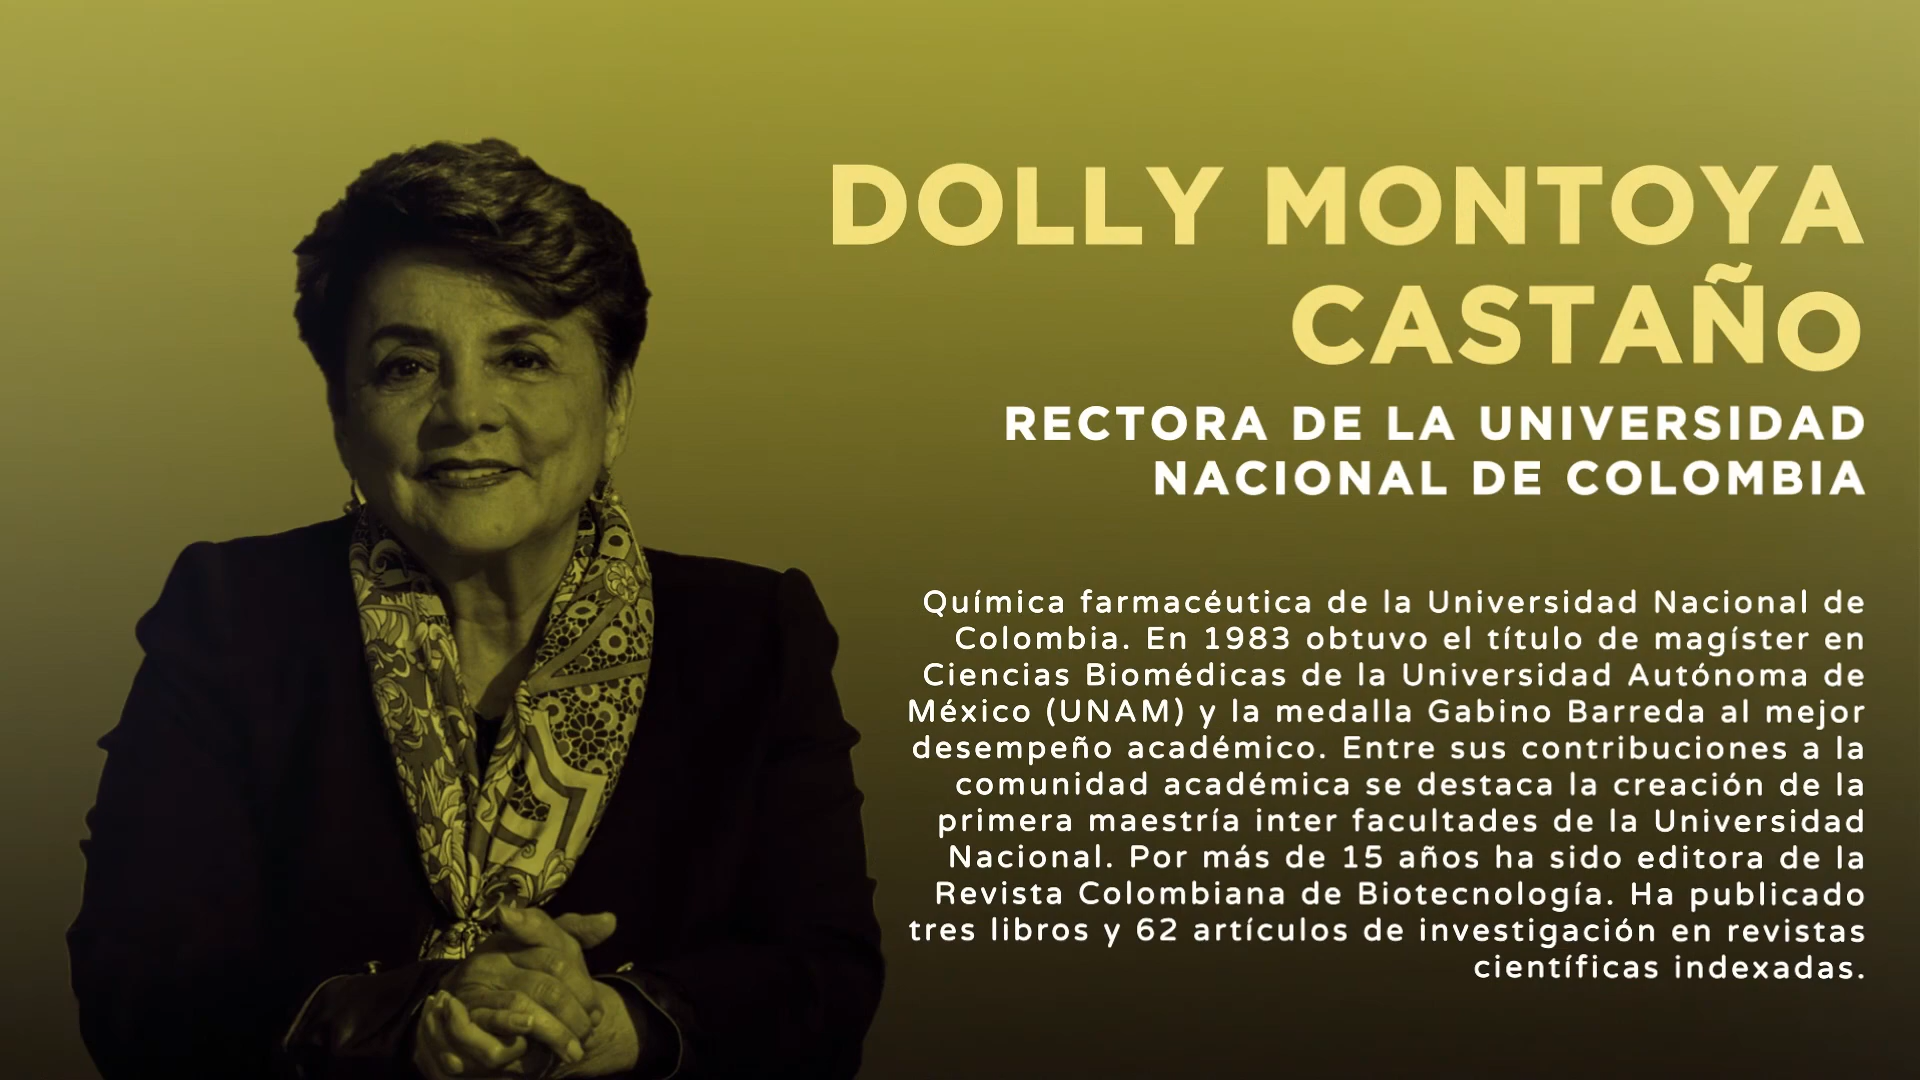 DOLLY MONTOYA
CASTAÑO
RECTORA DE LA UNIVERSIDAD
NACIONAL DE COLOMBIA
Química farmacéutica de la Universidad Nacional de
Colombia. En 1983 obtuvo el título de magíster en
Ciencias Biomédicas de la Universidad Autónoma de
México (UNAM) y la medalla Gabino Barreda al mejor
desempeño académico. Entre sus contribuciones a la
comunidad académica se destaca la creación de la
primera maestría inter facultades de la Universidad
Nacional. Por más de 15 años ha sido editora de la
Revista Colombiana de Biotecnología. Ha publicado
tres libros y 62 artículos de investigación en revistas
científicas indexadas.